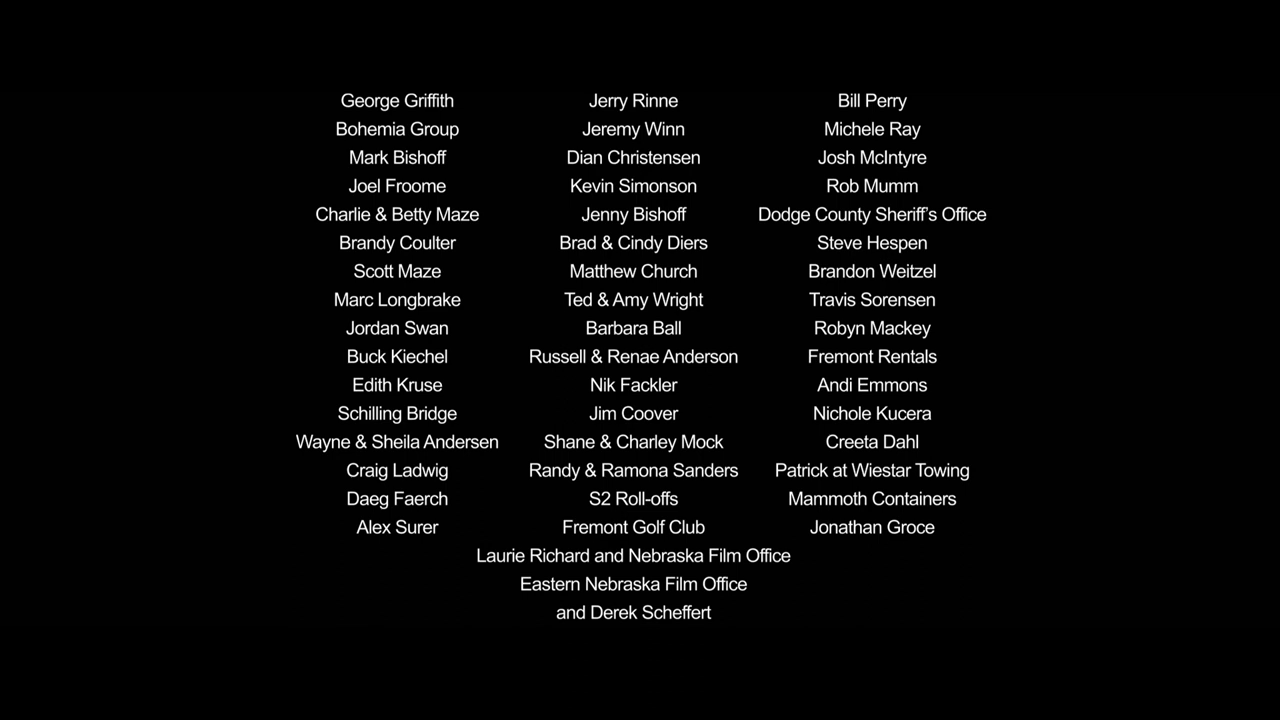 George Griffith
Bohemia Group
Mark Bishoff
Joel Froome
Charlie & Betty Maze
Brandy Coulter
Scott Maze
Marc Longbrake
Jordan Swan
Buck Kiechel
Edith Kruse
Schilling Bridge
Wayne & Sheila Andersen
Craig Ladwig
Daeg Faerch
Alex Surer
Jerry Rinne
Jeremy Winn
Dian Christensen
Kevin Simonson
Jenny Bishoff
Brad & Cindy Diers
Matthew Church
Ted & Amy Wright
Barbara Ball
Russell & Renae Anderson
Nik Fackler
Jim Coover
Shane & Charley Mock
Randy & Ramona Sanders
S2 Roll-offs
Fremont Golf Club
Bill Perry
Michele Ray
Josh McIntyre
Rob Mumm
Dodge County Sheriff's Office
Steve Hespen
Brandon Weitzel
Travis Sorensen
Robyn Mackey
Fremont Rentals
Andi Emmons
Nichole Kucera
Creeta Dahl
Patrick at Wiestar Towing
Mammoth Containers
Jonathan Groce
Laurie Richard and Nebraska Film Office
Eastern Nebraska Film Office
and Derek Scheffert